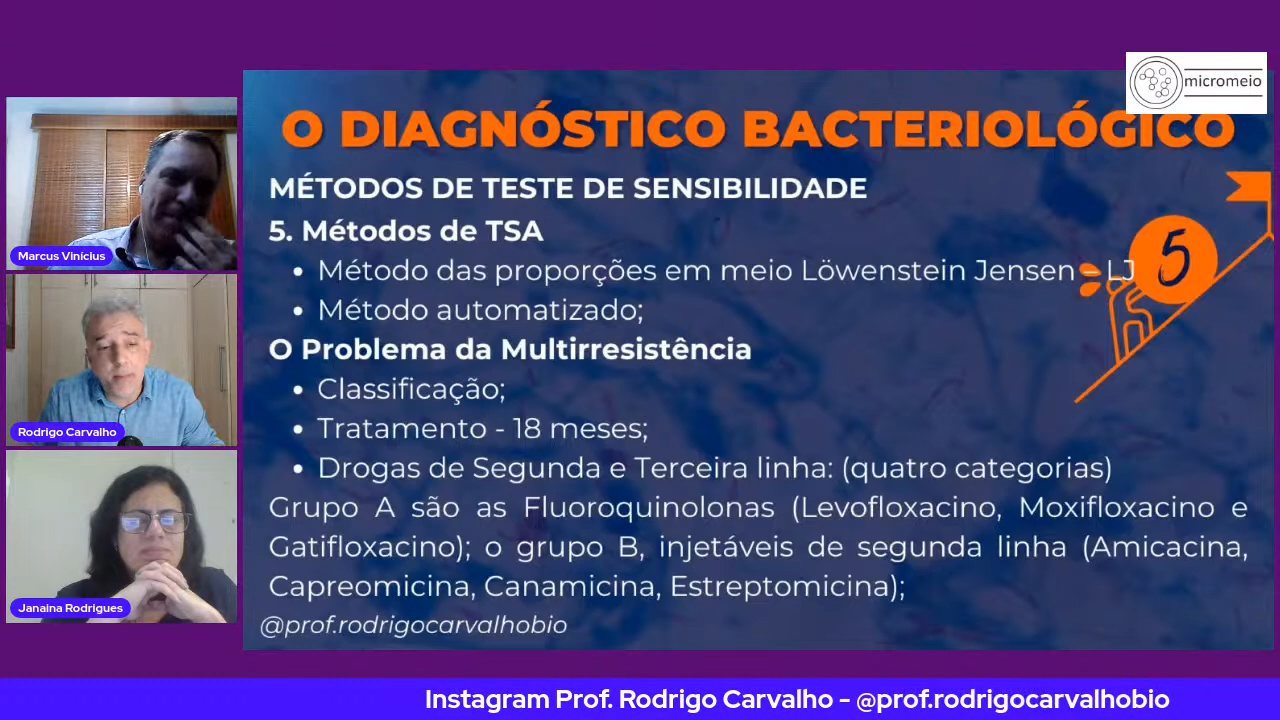 micromeio
O DIAGNÓSTICO BACTERIOLÓGICO
MÉTODOS DE TESTE DE SENSIBILIDADE
5. Métodos de TSA
• Método das proporções em meio Löwenstein Jensen - LJ
• Método automatizado;
5
O Problema da Multirresistência
• Classificação;
• Tratamento - 18 meses;
• Drogas de Segunda e Terceira linha: (quatro categorias)
Grupo A são as Fluoroquinolonas (Levofloxacino, Moxifloxacino e
Gatifloxacino); o grupo B, injetáveis de segunda linha (Amicacina,
Capreomicina, Canamicina, Estreptomicina);
@prof.rodrigocarvalhobio
Marcus Vinícius
Rodrigo Carvalho
Janaina Rodrigues
Instagram Prof. Rodrigo Carvalho - @prof.rodrigocarvalhobio